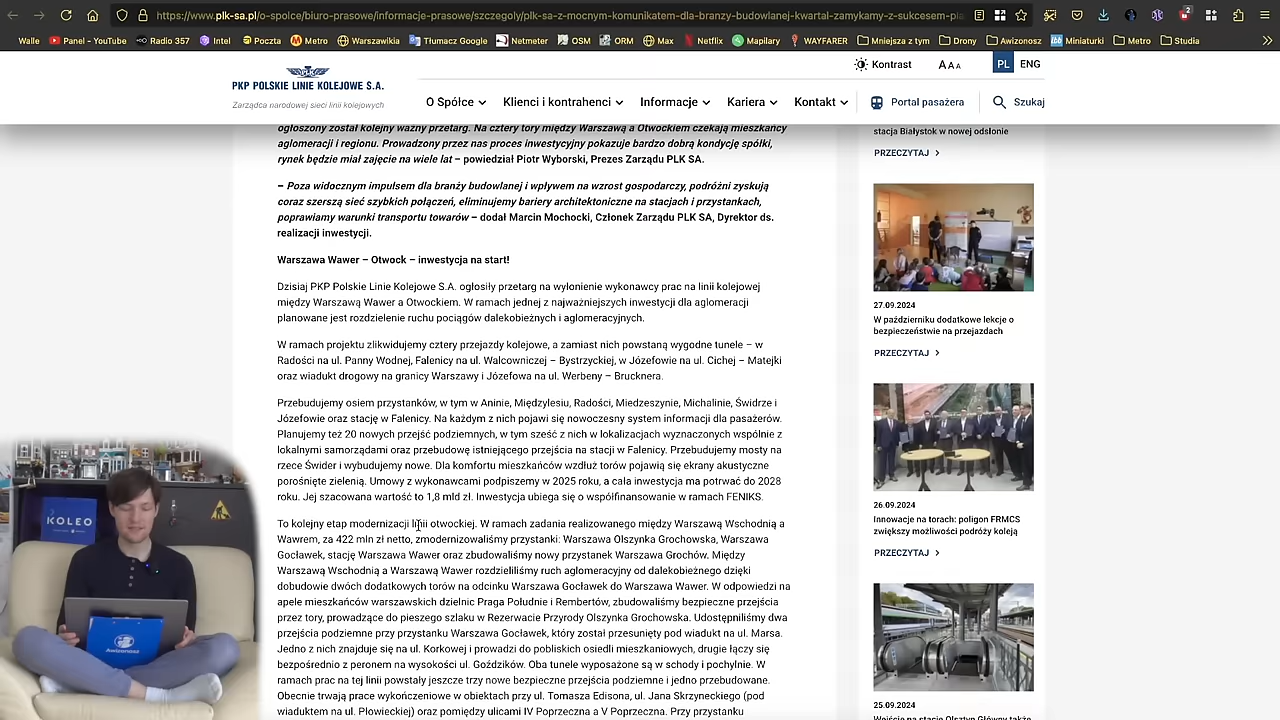 https://www.plk-sa.pl/o-spolce/biuro-prasowe/informacje-prasowe/szczegoly/plk-sa-z-mocnym-komunikatem-dla-branzy-budowlanej-kwartal-zamykamy-z-sukcesem-pla
Walle
Panel - YouTube
Radio 357
Intel
Poczta
Metro
Warszawikia
Tłumacz Google
Netmeter
OSM
ORM
Max
Netflix
Mapilary
WAYFARER
Mniejsza z tym
Drony
Awizonosz
Miniaturki
Metro
Studia
Kontrast
A A A
PL ENG
PKP POLSKIE LINIE KOLEJOWE S.A.
Zarządca narodowej sieci linii kolejowych
O Spółce
Klienci i kontrahenci
Informacje
Kariera
Kontakt
Portal pasażera
Szukaj
ogłoszony został kolejny ważny przetarg. Na cztery tory między Warszawą a Otwockiem czekają mieszkańcy
aglomeracji i regionu. Prowadzony przez nas proces inwestycyjny pokazuje bardzo dobrą kondycję spółki,
rynek będzie miał zajęcie na wiele lat – powiedział Piotr Wyborski, Prezes Zarządu PLK SA.
– Poza widocznym impulsem dla branży budowlanej i wpływem na wzrost gospodarczy, podróżni zyskują
coraz szerszą sieć szybkich połączeń, eliminujemy bariery architektoniczne na stacjach i przystankach,
poprawiamy warunki transportu towarów – dodał Marcin Mochocki, Członek Zarządu PLK SA, Dyrektor ds.
realizacji inwestycji.
Warszawa Wawer – Otwock – inwestycja na start!
Dzisiaj PKP Polskie Linie Kolejowe S.A. ogłosiły przetarg na wyłonienie wykonawcy prac na linii kolejowej
między Warszawą Wawer a Otwockiem. W ramach jednej z najważniejszych inwestycji dla aglomeracji
planowane jest rozdzielenie ruchu pociągów dalekobieżnych i aglomeracyjnych.
W ramach projektu zlikwidujemy cztery przejazdy kolejowe, a zamiast nich powstaną wygodne tunele – w
Radości na ul. Panny Wodnej, Falenicy na ul. Walcowniczej – Bystrzyckiej, w Józefowie na ul. Cichej – Matejki
oraz wiadukt drogowy na granicy Warszawy i Józefowa na ul. Werbeny – Brucknera.
Przebudujemy osiem przystanków, w tym w Aninie, Międzylesiu, Radości, Miedzeszynie, Michalinie, Świdrze i
Józefowie oraz stację w Falenicy. Na każdym z nich pojawi się nowoczesny system informacji dla pasażerów.
Planujemy też 20 nowych przejść podziemnych, w tym sześć z nich w lokalizacjach wyznaczonych wspólnie z
lokalnymi samorządami oraz przebudowę istniejącego przejścia na stacji w Falenicy. Przebudujemy mosty na
rzece Świder i wybudujemy nowe. Dla komfortu mieszkańców wzdłuż torów pojawią się ekrany akustyczne
porośnięte zielenią. Umowy z wykonawcami podpiszemy w 2025 roku, a cała inwestycja ma potrwać do 2028
roku. Jej szacowana wartość to 1,8 mld zł. Inwestycja ubiega się o współfinansowanie w ramach FENIKS.
To kolejny etap modernizacji linii otwockiej. W ramach zadania realizowanego między Warszawą Wschodnią a
Wawrem, za 422 mln zł netto, zmodernizowaliśmy przystanki: Warszawa Olszynka Grochowska, Warszawa
Gocławek, stację Warszawa Wawer oraz zbudowaliśmy nowy przystanek Warszawa Grochów. Między
Warszawą Wschodnią a Warszawą Wawer rozdzieliliśmy ruch aglomeracyjny od dalekobieżnego dzięki
dobudowie dwóch dodatkowych torów na odcinku Warszawa Gocławek do Warszawa Wawer. W odpowiedzi na
apele mieszkańców warszawskich dzielnic Praga Południe i Rembertów, zbudowaliśmy bezpieczne przejścia
przez tory, prowadzące do pieszego szlaku w Rezerwacie Przyrody Olszynka Grochowska. Udostępniliśmy dwa
przejścia podziemne przy przystanku Warszawa Gocławek, który został przesunięty pod wiadukt na ul. Marsa.
Jedno z nich znajduje się na ul. Korkowej i prowadzi do pobliskich osiedli mieszkaniowych, drugie łączy się
bezpośrednio z peronem na wysokości ul. Goździków. Oba tunele wyposażone są w schody i pochylnie. W
ramach prac na tej linii powstały jeszcze trzy nowe bezpieczne przejścia podziemne i jedno przebudowane.
Obecnie trwają prace wykończeniowe w obiektach przy ul. Tomasza Edisona, ul. Jana Skrzyneckiego (pod
wiaduktem na ul. Płowieckiej) oraz pomiędzy ulicami IV Poprzeczna a V Poprzeczna. Przy przystanku
stacja Białystok w nowej odsłonie
PRZECZYTAJ
27.09.2024
W październiku dodatkowe lekcje o
bezpieczeństwie na przejazdach
PRZECZYTAJ
26.09.2024
Innowacje na torach: poligon FRMCS
zwiększy możliwości podróży koleją
PRZECZYTAJ
25.09.2024
Wejście na stację Olsztyn Główny także
KOLEO
Awizonosz